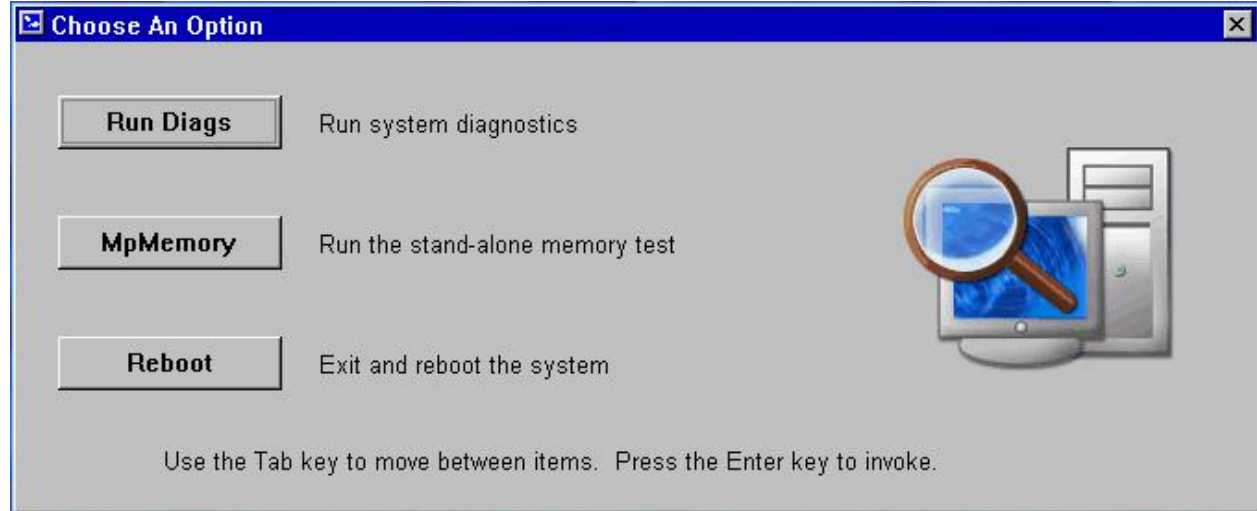 Choose An Option
Run Diags Run system diagnostics
MpMemory Run the stand-alone memory test
Reboot Exit and reboot the system
Use the Tab key to move between items.  Press the Enter key to invoke.